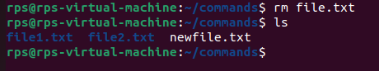 rps@rps-virtual-machine:~/commands$ rm file.txt
rps@rps-virtual-machine:~/commands$ ls
file1.txt  file2.txt  newfile.txt
rps@rps-virtual-machine:~/commands$